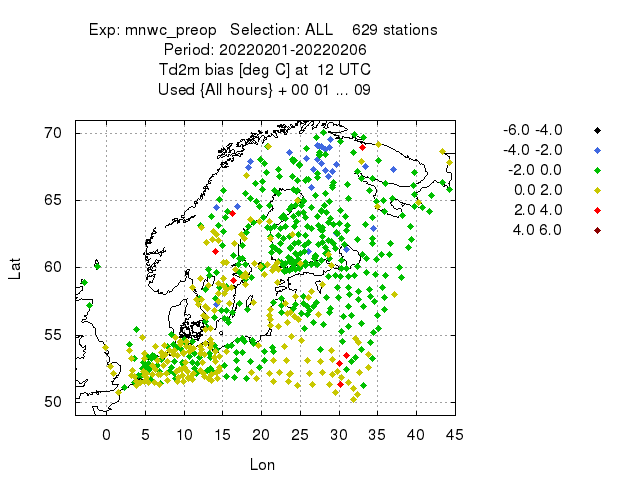 Exp: mnwc_preop Selection: ALL 629 stations
Period: 20220201-20220206
Td2m bias [deg C] at 12 UTC
Used {All hours} + 00 01 ... 09
70
65
60
55
50
Lat
0 5 10 15 20 25 30 35 40 45
Lon
-6.0 -4.0
-4.0 -2.0
-2.0 0.0
0.0 2.0
2.0 4.0
4.0 6.0